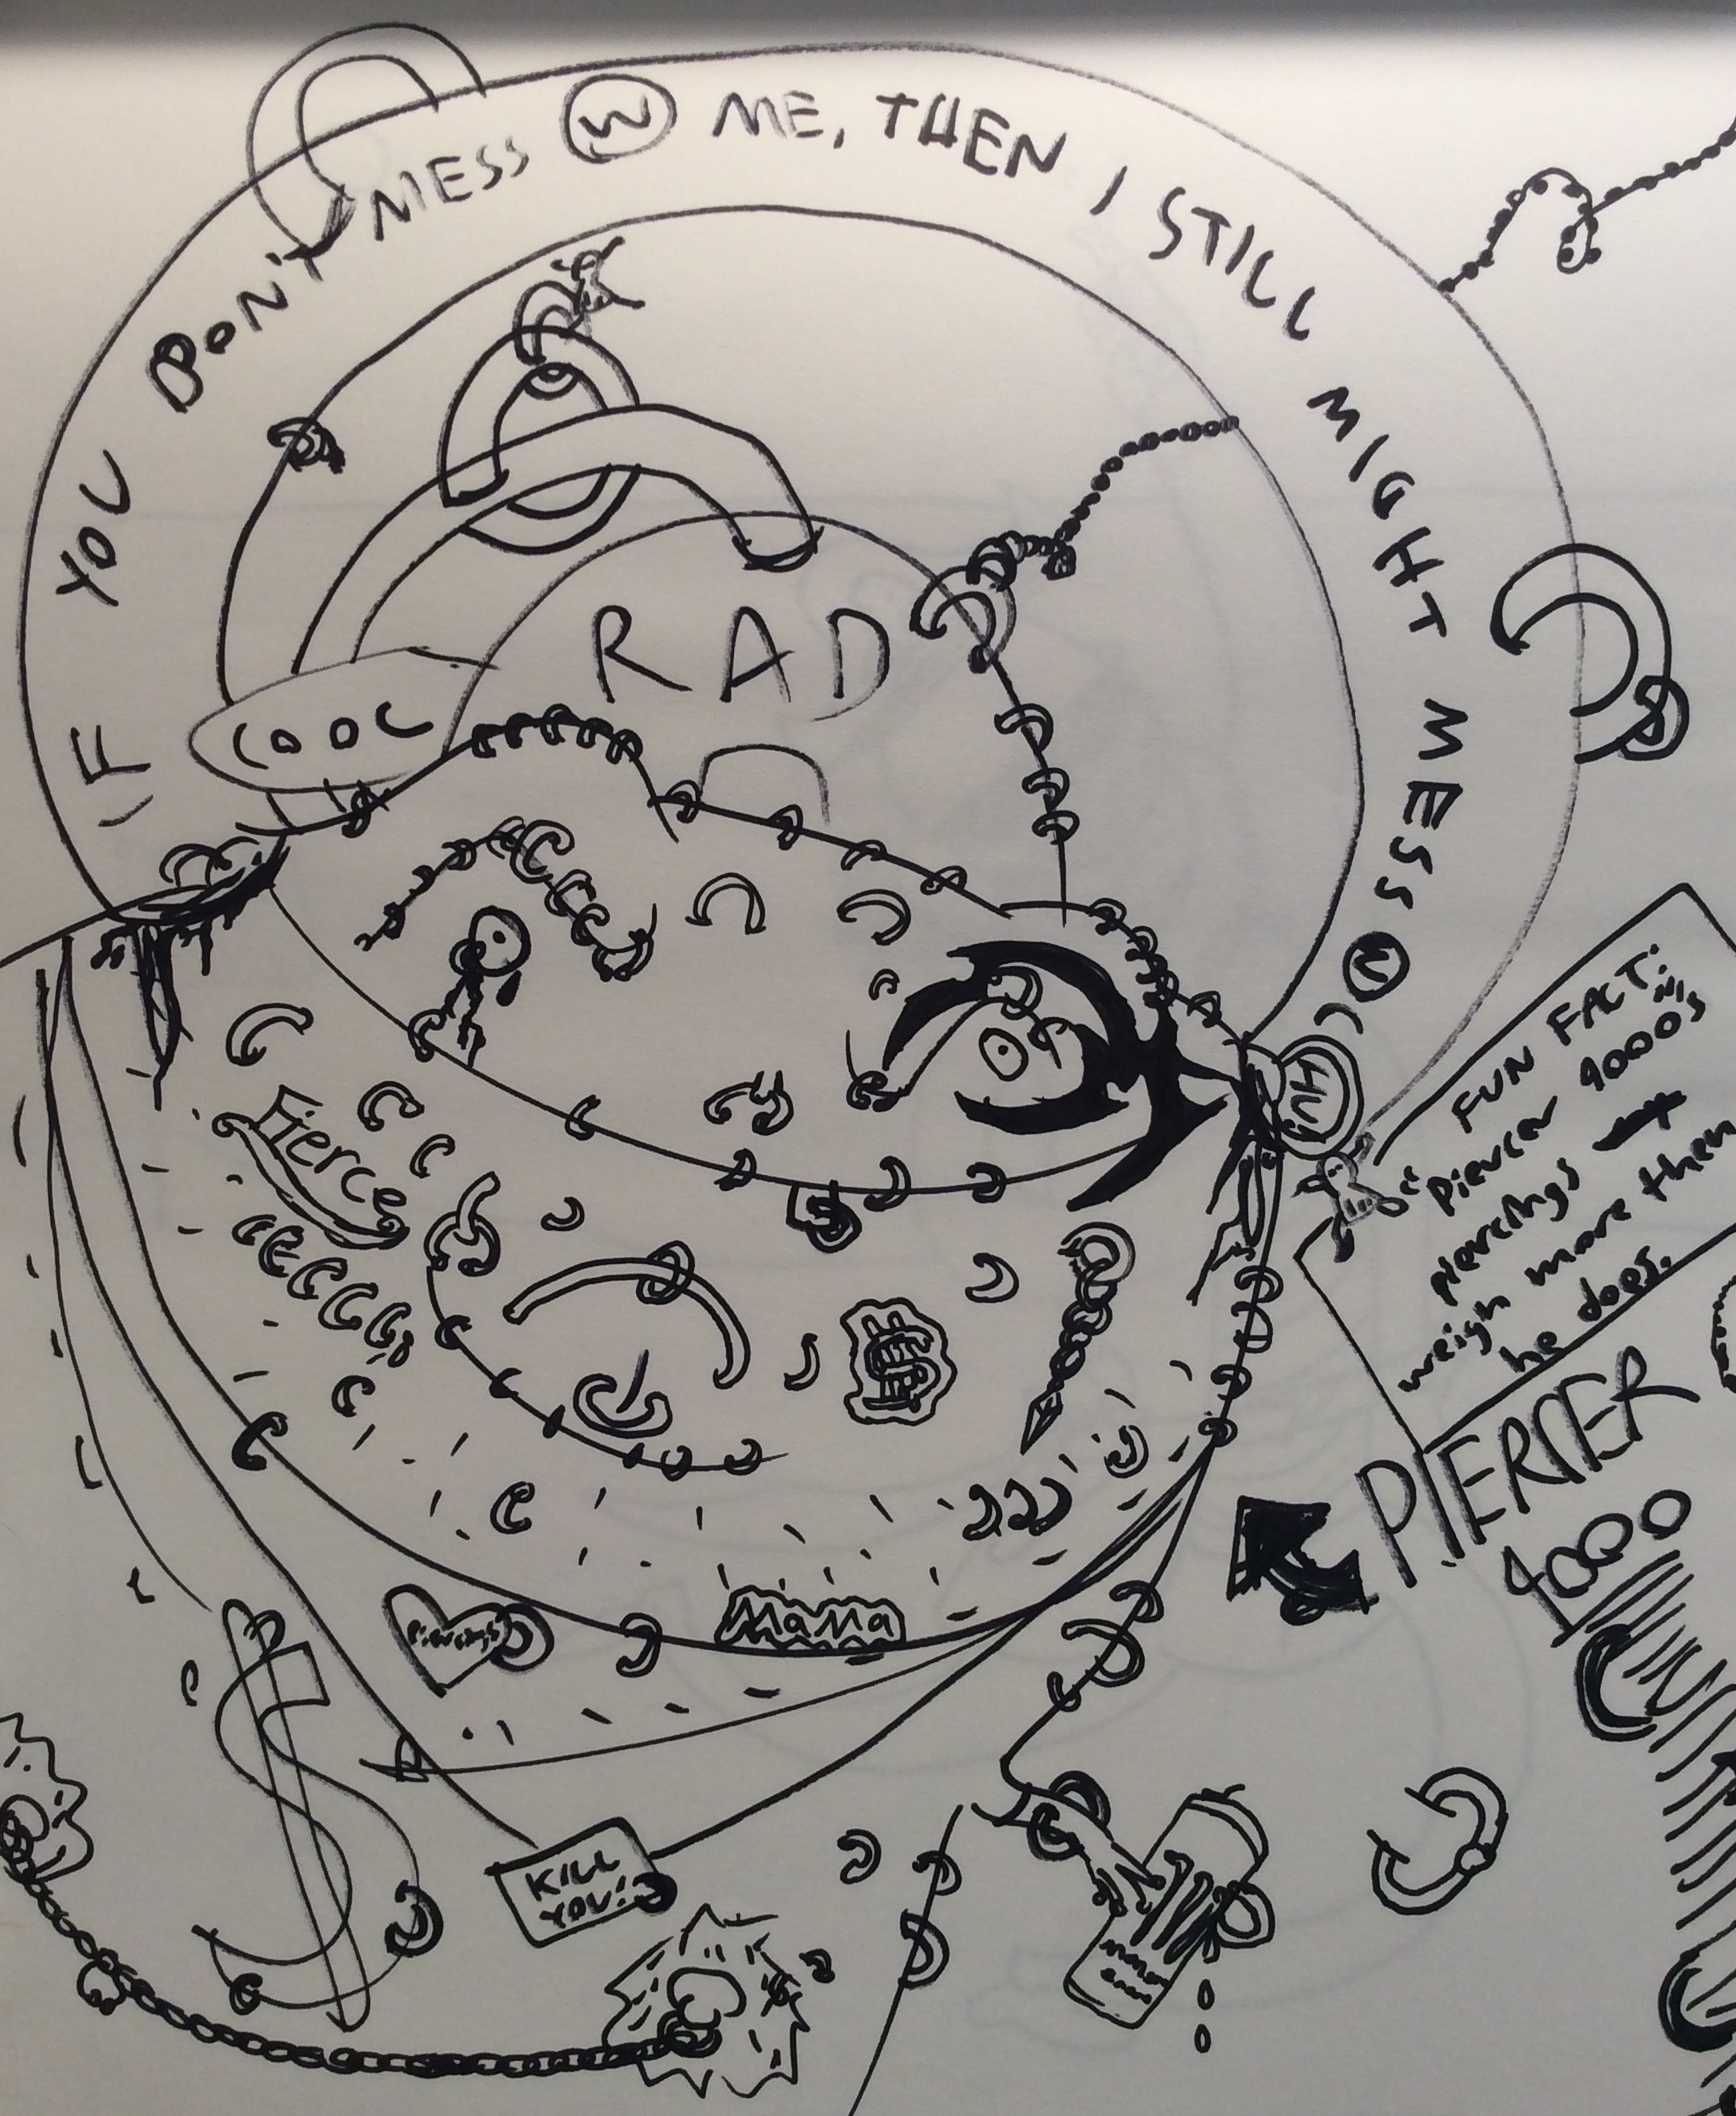 IF YOU DON'T MESS W ME, THEN I STILL MIGHT MESS
RAD
COOL
FUN FACT:
Piercer 4000's
piercings
weigh more then
he does.
Fierce
$
PIERCER
4000
MaMa
KILL
YOU!